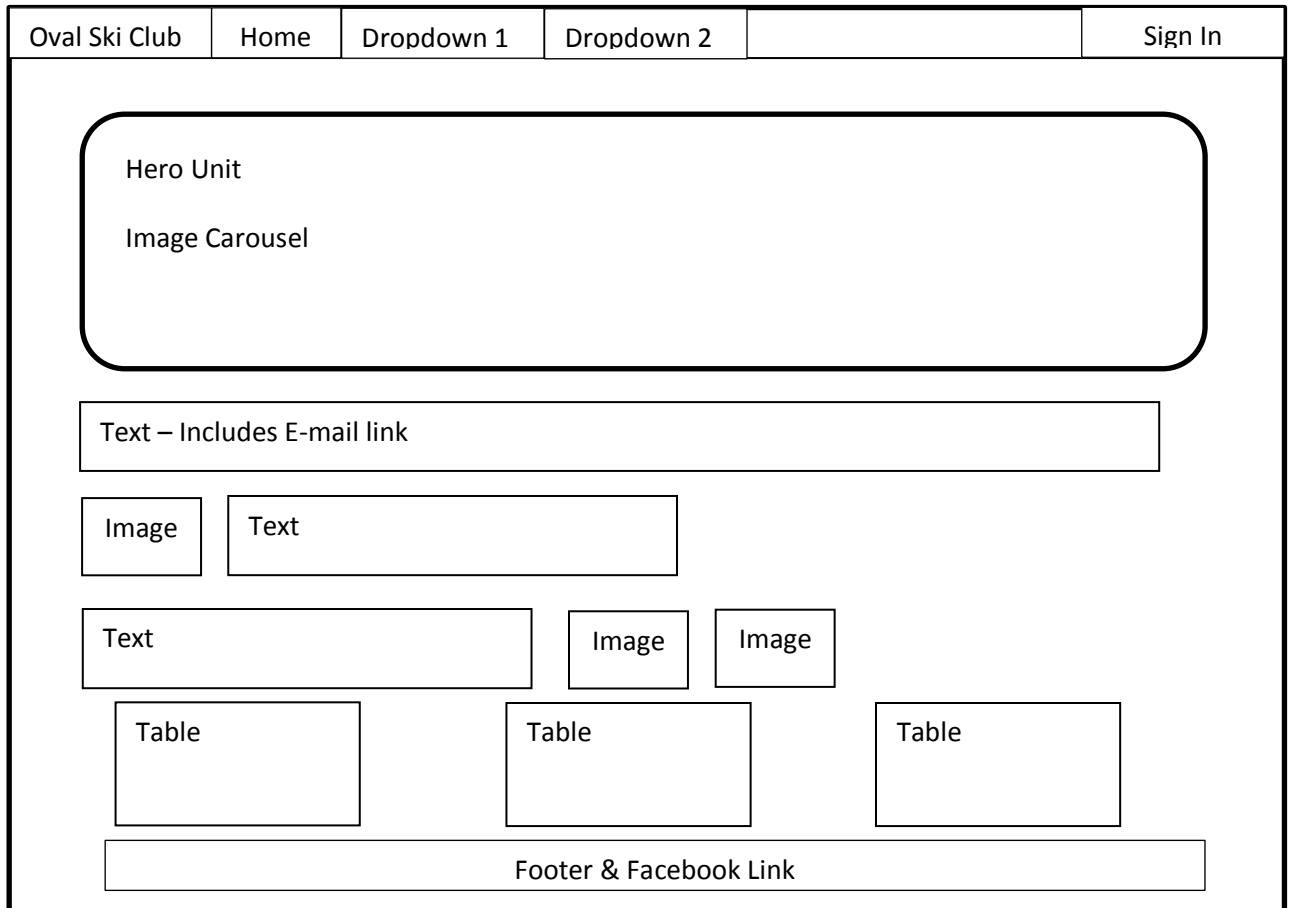 Oval Ski Club Home Dropdown 1 Dropdown 2 Sign In
Hero Unit
Image Carousel
Text – Includes E-mail link
Image Text
Text Image Image
Table Table Table
Footer & Facebook Link